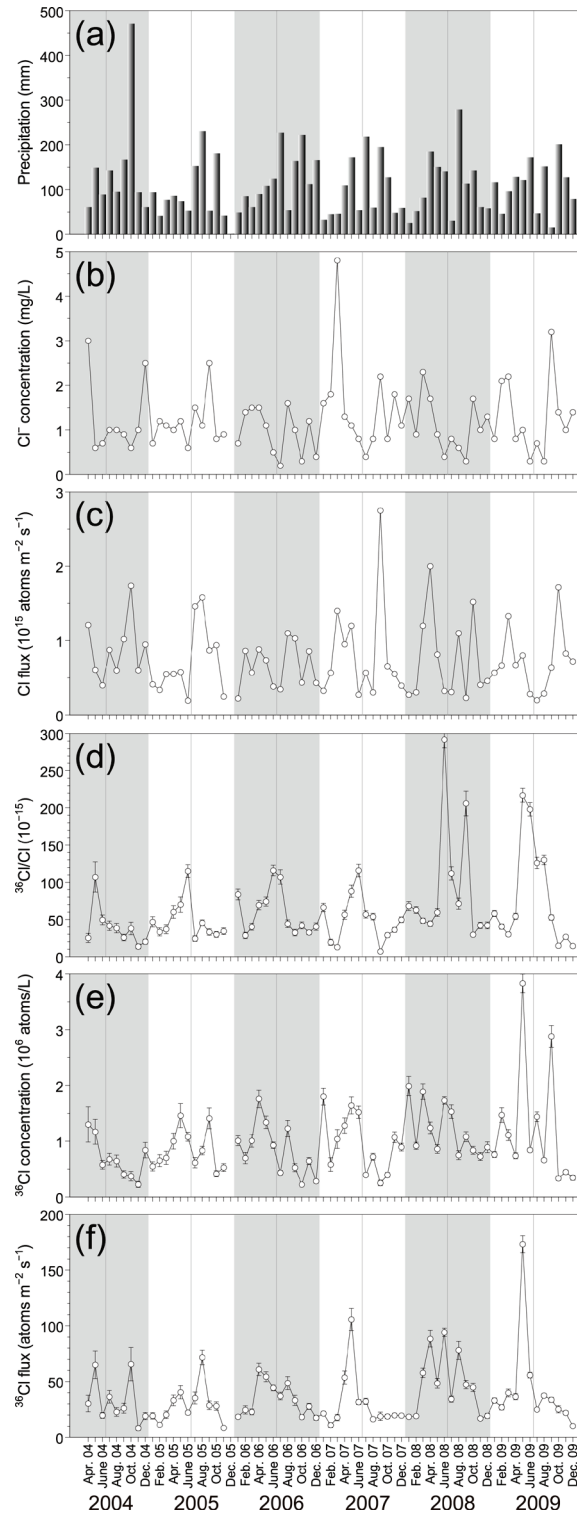 (a)
Precipitation (mm)
500
400
300
200
100
0
(b)
Cl⁻ concentration (mg/L)
5
4
3
2
1
0
(c)
Cl flux (10¹⁵ atoms m⁻² s⁻¹)
3
2
1
0
(d)
³⁶Cl/Cl (10⁻¹⁵)
300
250
200
150
100
50
0
(e)
³⁶Cl concentration (10⁶ atoms/L)
4
3
2
1
0
(f)
³⁶Cl flux (atoms m⁻² s⁻¹)
200
150
100
50
0
Apr. 04
June 04
Aug. 04
Oct. 04
Dec. 04
Feb. 05
Apr. 05
June 05
Aug. 05
Oct. 05
Dec. 05
Feb. 06
Apr. 06
June 06
Aug. 06
Oct. 06
Dec. 06
Feb. 07
Apr. 07
June 07
Aug. 07
Oct. 07
Dec. 07
Feb. 08
Apr. 08
June 08
Aug. 08
Oct. 08
Dec. 08
Feb. 09
Apr. 09
June 09
Aug. 09
Oct. 09
Dec. 09
2004 2005 2006 2007 2008 2009